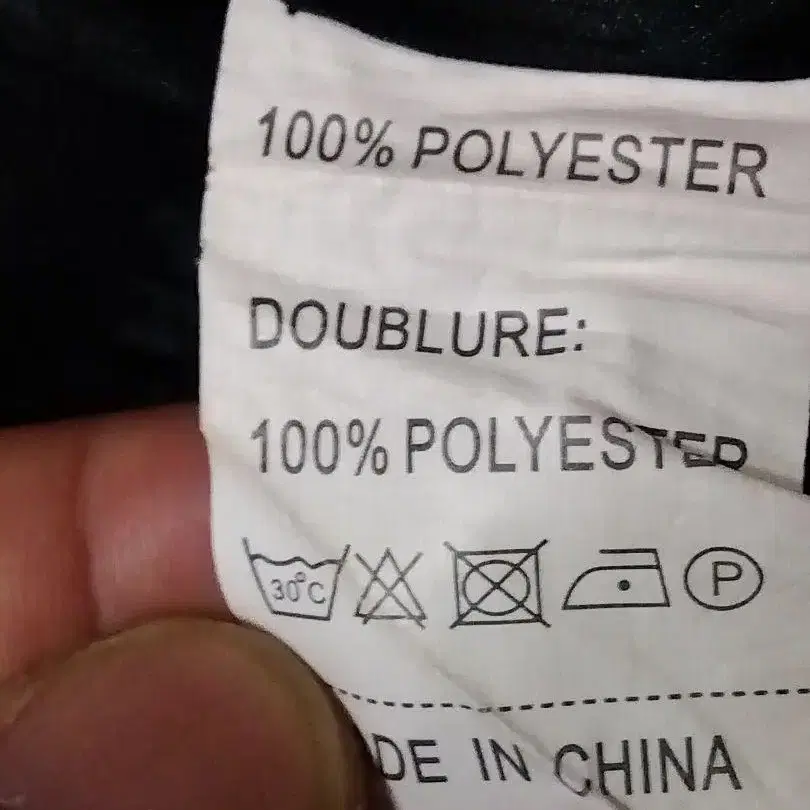 100% POLYESTER
DOUBLURE:
100% POLYESTER
30°C P
DE IN CHINA